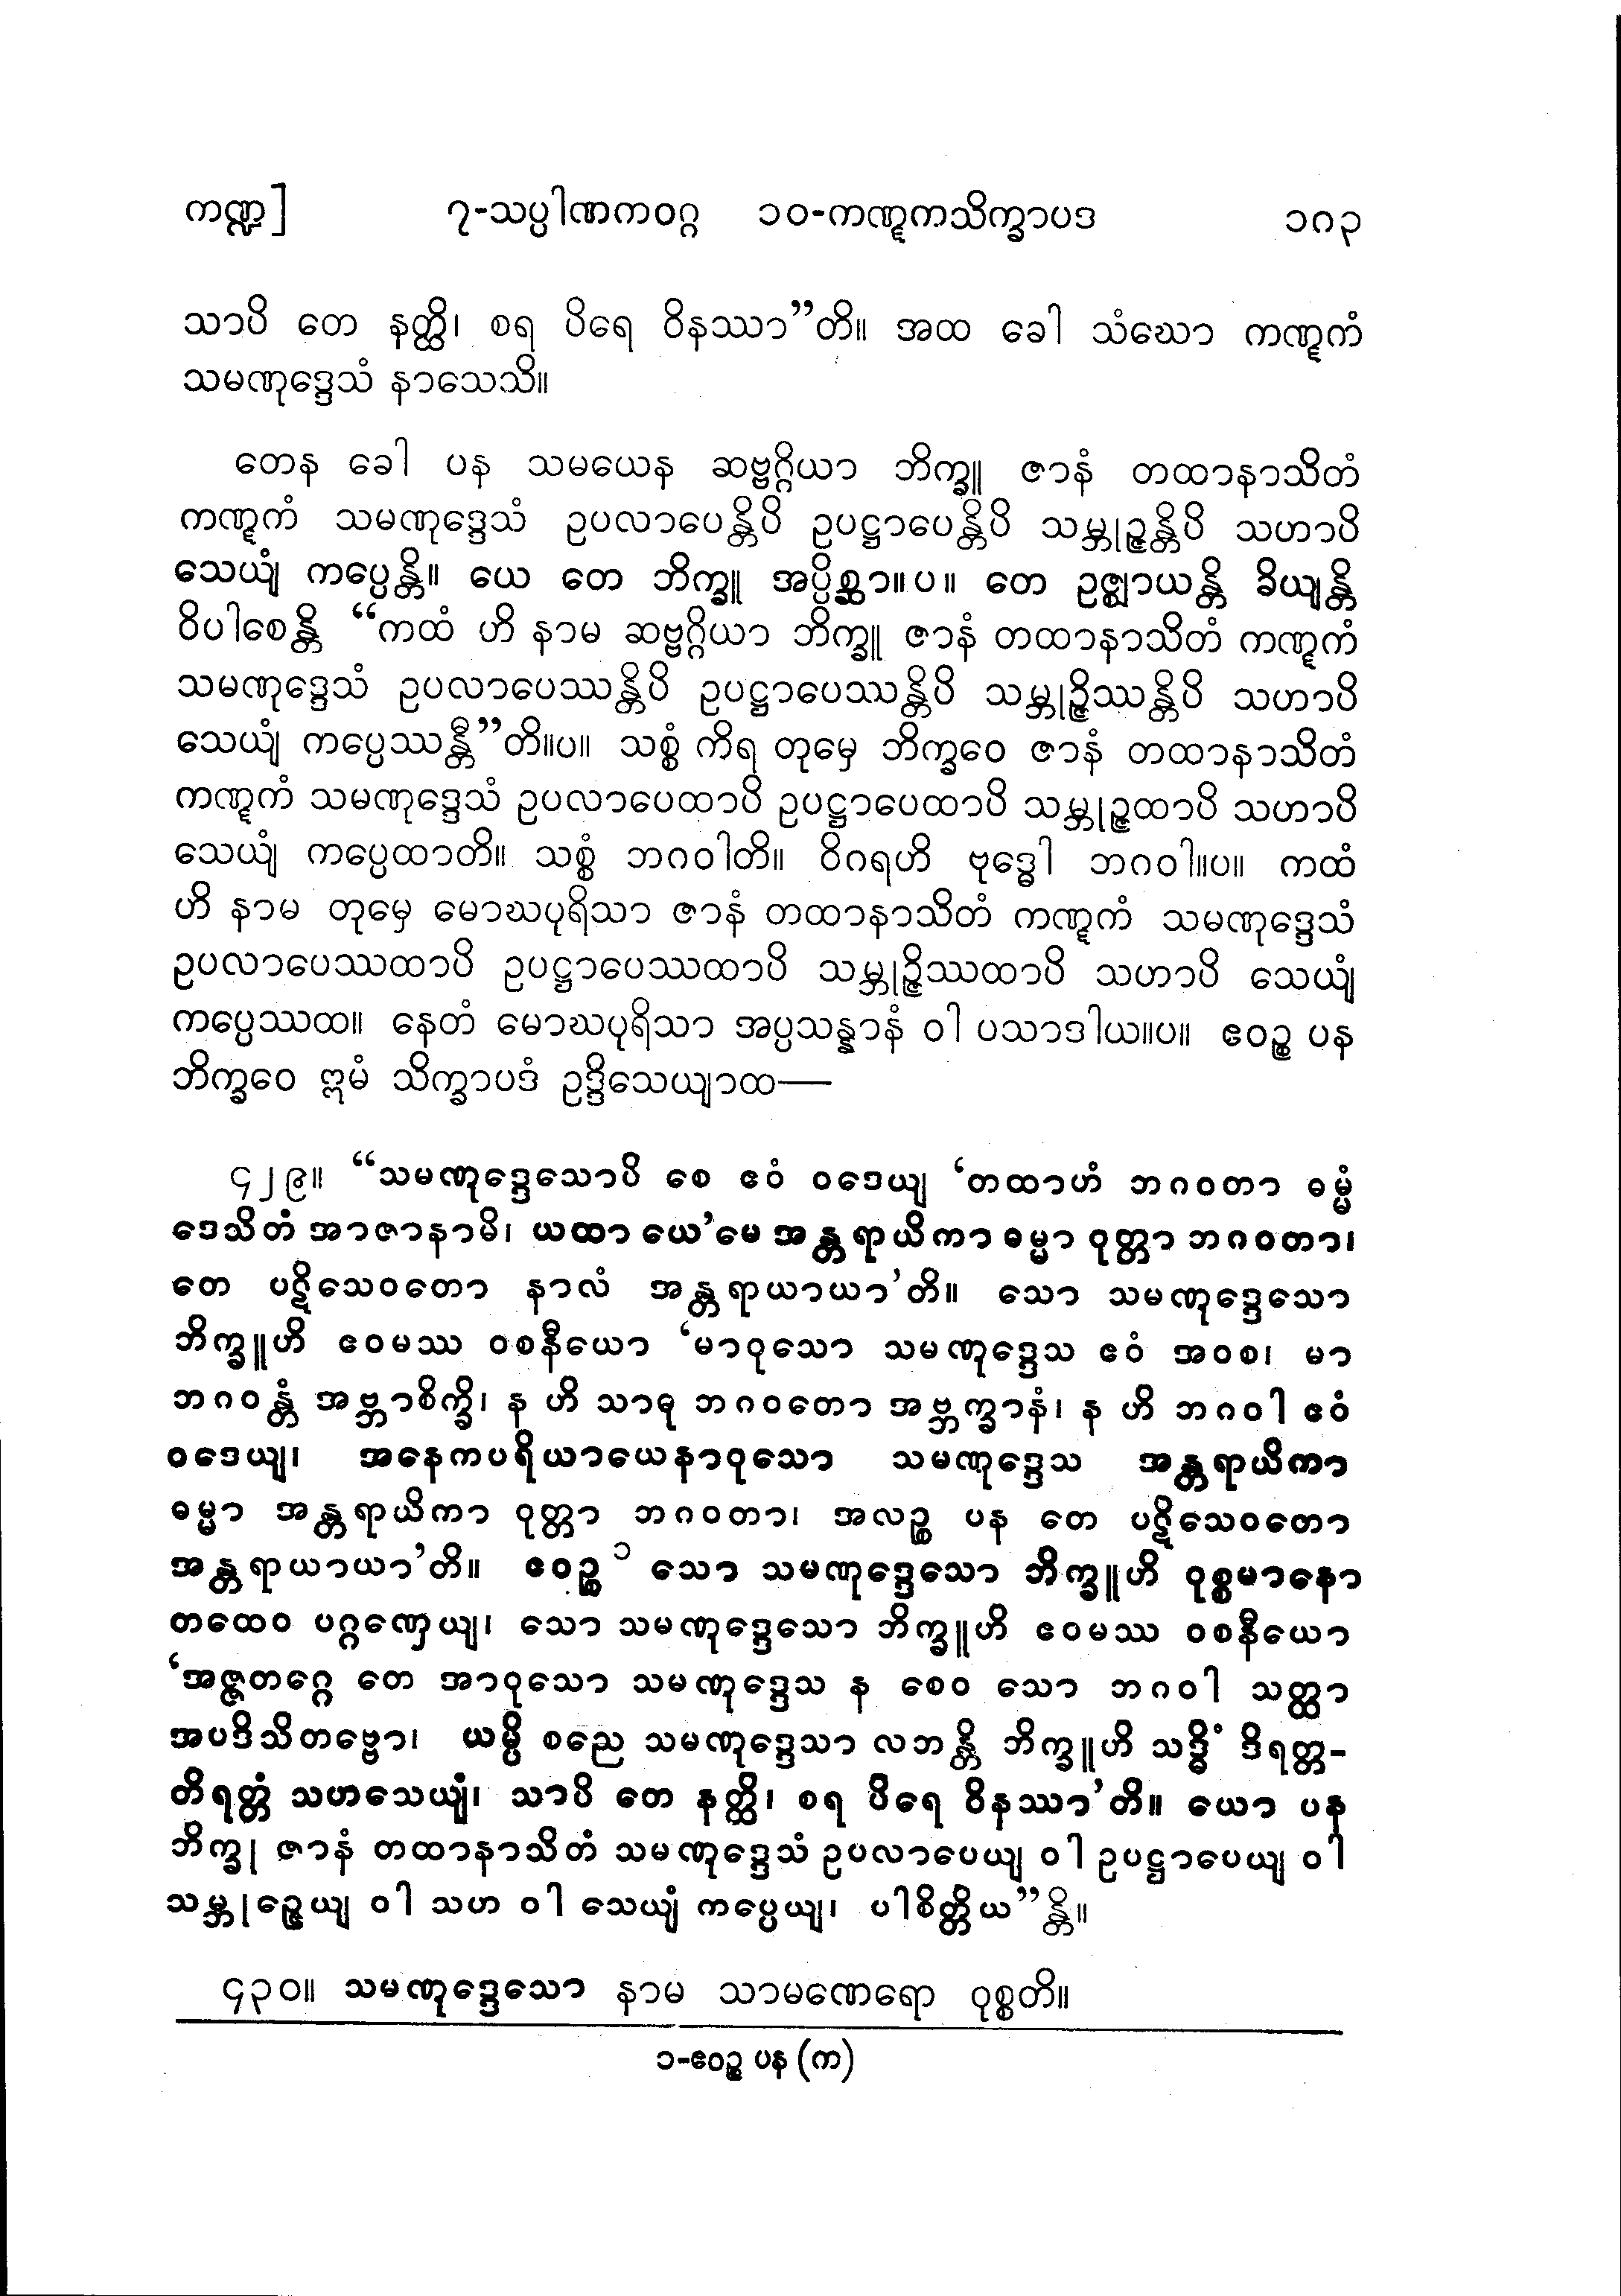 ကဏ္ဍ] ၇-သပ္ပါဏကဝဂ္ဂ ၁၀-ကဏ္ဋကသိက္ခာပဒ ၁၈၃
သာပိ တေ နတ္ထိ၊ စရ ပိရေ ဝိနဿာ”တိ။ အထ ခေါ သံဃော ကဏ္ဋကံ
သမဏုဒ္ဒေသံ နာသေသိ။
တေန ခေါ ပန သမယေန ဆဗ္ဗဂ္ဂိယာ ဘိက္ခူ ဇာနံ တထာနာသိတံ
ကဏ္ဋကံ သမဏုဒ္ဒေသံ ဥပလာပေန္တိပိ ဥပဋ္ဌာပေန္တိပိ သမ္ဘုဉ္ဇန္တိပိ သဟာပိ
သေယျံ ကပ္ပေန္တိ။ ယေ တေ ဘိက္ခူ အပ္ပိစ္ဆာ။ပ။ တေ ဥဇ္ဈာယန္တိ ခိယျန္တိ
ဝိပါစေန္တိ “ကထံ ဟိ နာမ ဆဗ္ဗဂ္ဂိယာ ဘိက္ခူ ဇာနံ တထာနာသိတံ ကဏ္ဋကံ
သမဏုဒ္ဒေသံ ဥပလာပေဿန္တိပိ ဥပဋ္ဌာပေဿန္တိပိ သမ္ဘုဉ္ဇိဿန္တိပိ သဟာပိ
သေယျံ ကပ္ပေဿန္တီ”တိ။ပ။ သစ္စံ ကိရ တုမှေ ဘိက္ခဝေ ဇာနံ တထာနာသိတံ
ကဏ္ဋကံ သမဏုဒ္ဒေသံ ဥပလာပေထာပိ ဥပဋ္ဌာပေထာပိ သမ္ဘုဉ္ဇထာပိ သဟာပိ
သေယျံ ကပ္ပေထာတိ။ သစ္စံ ဘဂဝါတိ။ ဝိဂရဟိ ဗုဒ္ဓေါ ဘဂဝါ။ပ။ ကထံ
ဟိ နာမ တုမှေ မောဃပုရိသာ ဇာနံ တထာနာသိတံ ကဏ္ဋကံ သမဏုဒ္ဒေသံ
ဥပလာပေဿထာပိ ဥပဋ္ဌာပေဿထာပိ သမ္ဘုဉ္ဇိဿထာပိ သဟာပိ သေယျံ
ကပ္ပေဿထ။ နေတံ မောဃပုရိသာ အပ္ပသန္နာနံ ဝါ ပသာဒါယ။ပ။ ဧဝဉ္စ ပန
ဘိက္ခဝေ ဣမံ သိက္ခာပဒံ ဥဒ္ဒိသေယျာထ—
၄၂၉။ “သမဏုဒ္ဒေသောပိ စေ ဧဝံ ဝဒေယျ ‘တထာဟံ ဘဂဝတာ ဓမ္မံ
ဒေသိတံ အာဇာနာမိ၊ ယထာ ယေ’မေ အန္တရာယိကာ ဓမ္မာ ဝုတ္တာ ဘဂဝတာ၊
တေ ပဋိသေဝတော နာလံ အန္တရာယာယာ’တိ။ သော သမဏုဒ္ဒေသော
ဘိက္ခူဟိ ဧဝမဿ ဝစနီယော ‘မာဝုသော သမဏုဒ္ဒေသ ဧဝံ အဝစ၊ မာ
ဘဂဝန္တံ အဗ္ဘာစိက္ခိ၊ န ဟိ သာဓု ဘဂဝတော အဗ္ဘက္ခာနံ၊ န ဟိ ဘဂဝါ ဧဝံ
ဝဒေယျ၊ အနေကပရိယာယေနာဝုသော သမဏုဒ္ဒေသ အန္တရာယိကာ
ဓမ္မာ အန္တရာယိကာ ဝုတ္တာ ဘဂဝတာ၊ အလဉ္စ ပန တေ ပဋိသေဝတော
အန္တရာယာယာ’တိ။ ဧဝဉ္စ ၁ သော သမဏုဒ္ဒေသော ဘိက္ခူဟိ ဝုစ္စမာနော
တထေဝ ပဂ္ဂဏှေယျ၊ သော သမဏုဒ္ဒေသော ဘိက္ခူဟိ ဧဝမဿ ဝစနီယော
‘အဇ္ဇတဂ္ဂေ တေ အာဝုသော သမဏုဒ္ဒေသ န စေဝ သော ဘဂဝါ သတ္ထာ
အပဒိသိတဗ္ဗော၊ ယမ္ပိ စညေ သမဏုဒ္ဒေသာ လဘန္တိ ဘိက္ခူဟိ သဒ္ဓိံ ဒိရတ္တ-
တိရတ္တံ သဟသေယျံ၊ သာပိ တေ နတ္ထိ၊ စရ ပိရေ ဝိနဿာ’တိ။ ယော ပန
ဘိက္ခု ဇာနံ တထာနာသိတံ သမဏုဒ္ဒေသံ ဥပလာပေယျ ဝါ ဥပဋ္ဌာပေယျ ဝါ
သမ္ဘုဉ္ဇေယျ ဝါ သဟ ဝါ သေယျံ ကပ္ပေယျ၊ ပါစိတ္တိယ”န္တိ။
၄၃၀။ သမဏုဒ္ဒေသော နာမ သာမဏေရော ဝုစ္စတိ။
၁-ဧဝဉ္စ ပန (က)